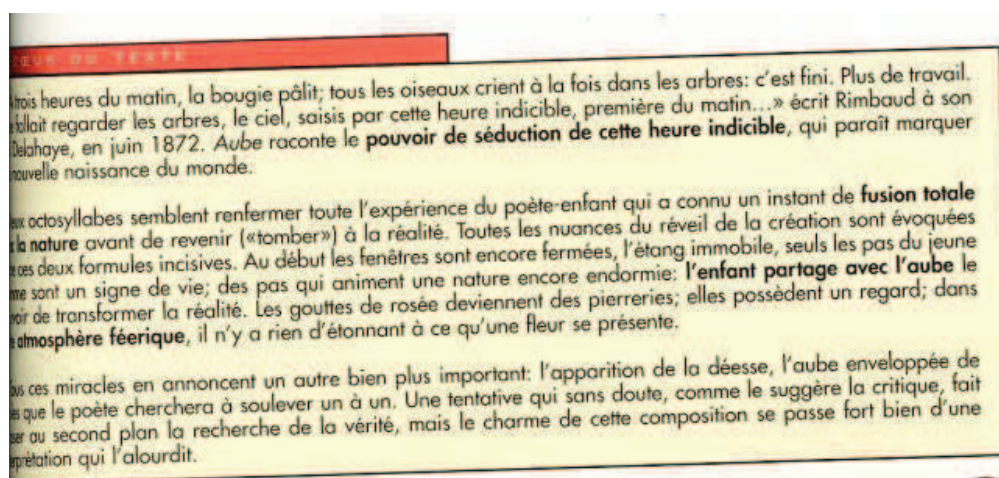 CŒUR DU TEXTE
trois heures du matin, la bougie pâlit; tous les oiseaux crient à la fois dans les arbres: c'est fini. Plus de travail.
fallait regarder les arbres, le ciel, saisis par cette heure indicible, première du matin...» écrit Rimbaud à son
Delahaye, en juin 1872. Aube raconte le pouvoir de séduction de cette heure indicible, qui paraît marquer
nouvelle naissance du monde.
octosyllabes semblent renfermer toute l'expérience du poète-enfant qui a connu un instant de fusion totale
la nature avant de revenir («tomber») à la réalité. Toutes les nuances du réveil de la création sont évoquées
ces deux formules incisives. Au début les fenêtres sont encore fermées, l'étang immobile, seuls les pas du jeune
sont un signe de vie; des pas qui animent une nature encore endormie: l'enfant partage avec l'aube le
de transformer la réalité. Les gouttes de rosée deviennent des pierreries; elles possèdent un regard; dans
atmosphère féerique, il n'y a rien d'étonnant à ce qu'une fleur se présente.
ces miracles en annoncent un autre bien plus important: l'apparition de la déesse, l'aube enveloppée de
que le poète cherchera à soulever un à un. Une tentative qui sans doute, comme le suggère la critique, fait
au second plan la recherche de la vérité, mais le charme de cette composition se passe fort bien d'une
qui l'alourdit.